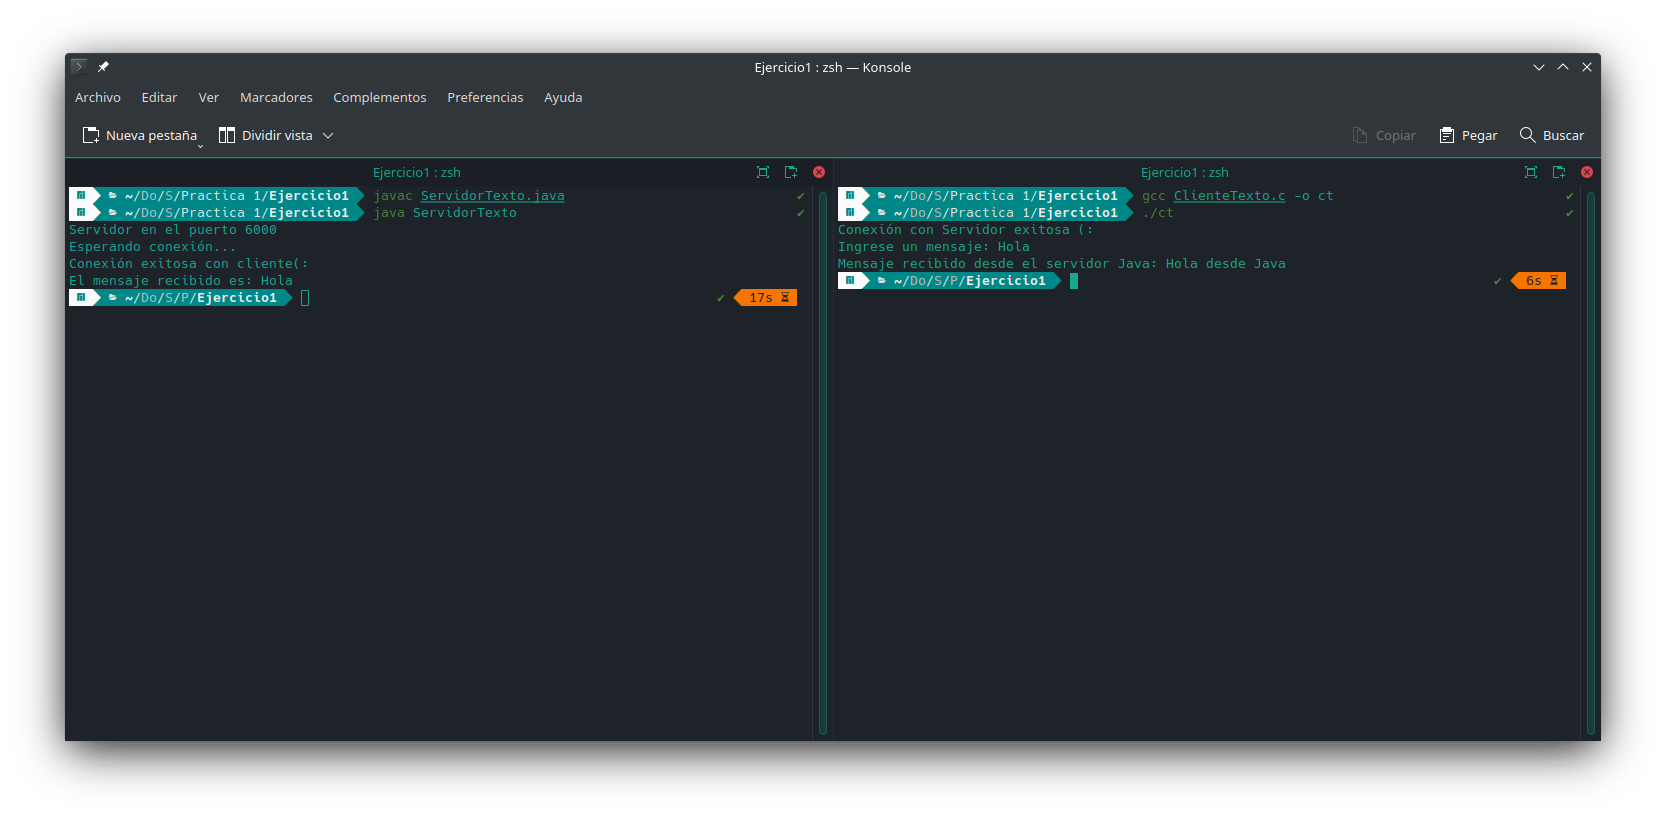 Ejercicio1 : zsh — Konsole
Archivo Editar Ver Marcadores Complementos Preferencias Ayuda
Nueva pestaña Dividir vista Copiar Pegar Buscar
Ejercicio1 : zsh
~/Do/S/Practica 1/Ejercicio1 javac ServidorTexto.java ✔
~/Do/S/Practica 1/Ejercicio1 java ServidorTexto ✔
Servidor en el puerto 6000
Esperando conexión...
Conexión exitosa con cliente(:
El mensaje recibido es: Hola
~/Do/S/P/Ejercicio1 ✔ 17s
Ejercicio1 : zsh
~/Do/S/Practica 1/Ejercicio1 gcc ClienteTexto.c -o ct ✔
~/Do/S/Practica 1/Ejercicio1 ./ct ✔
Conexión con Servidor exitosa (:
Ingrese un mensaje: Hola
Mensaje recibido desde el servidor Java: Hola desde Java
~/Do/S/P/Ejercicio1 ✔ 6s